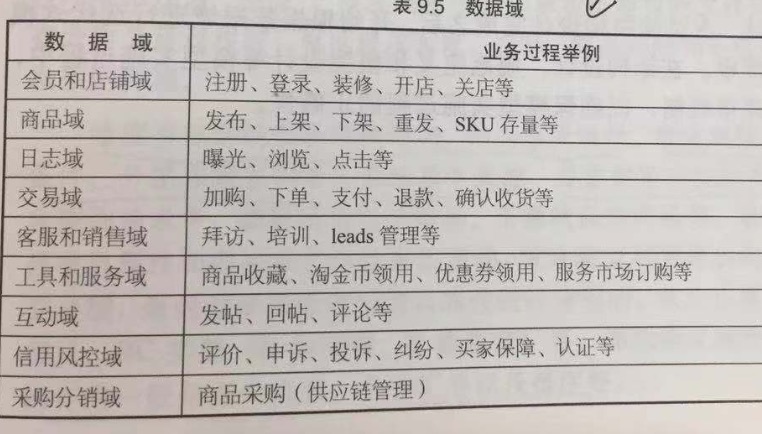 表 9.5 数据域
数 据 域 业务过程举例
会员和店铺域 注册、登录、装修、开店、关店等
商品域 发布、上架、下架、重发、SKU 存量等
日志域 曝光、浏览、点击等
交易域 加购、下单、支付、退款、确认收货等
客服和销售域 拜访、培训、leads 管理等
工具和服务域 商品收藏、淘金币领用、优惠券领用、服务市场订购等
互动域 发帖、回帖、评论等
信用风控域 评价、申诉、投诉、纠纷、买家保障、认证等
采购分销域 商品采购（供应链管理）